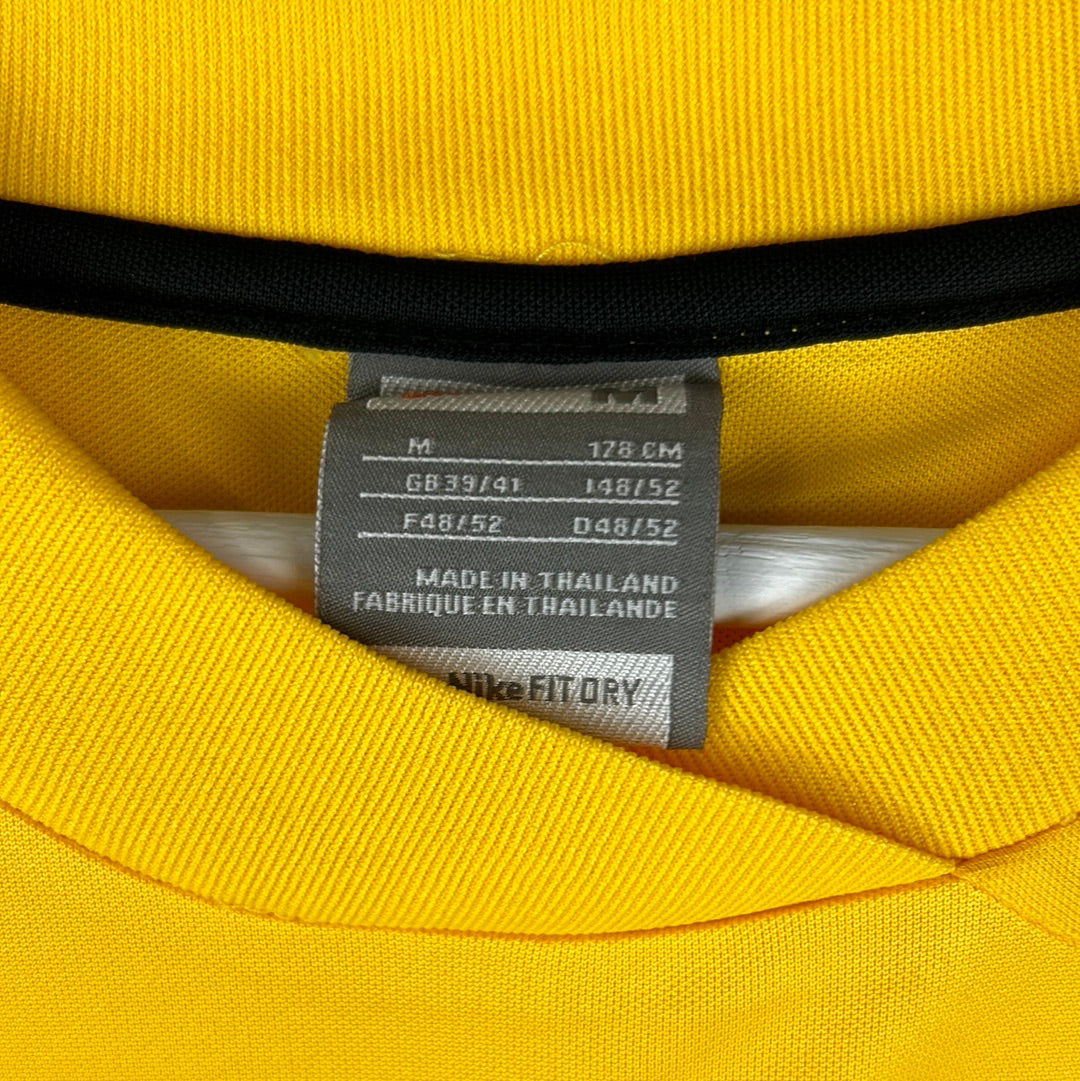 M
M 178 CM
GB39/41 I48/52
F48/52 D48/52
MADE IN THAILAND
FABRIQUE EN THAILANDE
Nike FIT DRY